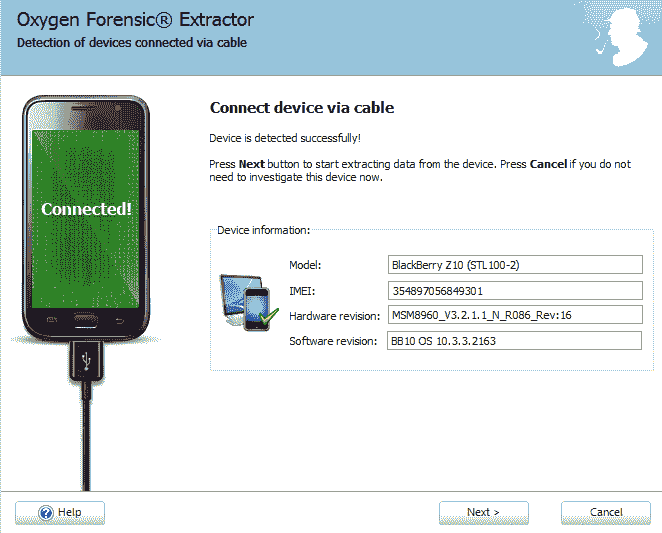 Oxygen Forensic® Extractor
Detection of devices connected via cable
Connect device via cable
Device is detected successfully!
Press Next button to start extracting data from the device. Press Cancel if you do not
need to investigate this device now.
Connected!
Device information:
Model: BlackBerry Z10 (STL100-2)
IMEI: 354897056849301
Hardware revision: MSM8960_V3.2.1.1_N_R086_Rev:16
Software revision: BB10 OS 10.3.3.2163
Help Next > Cancel